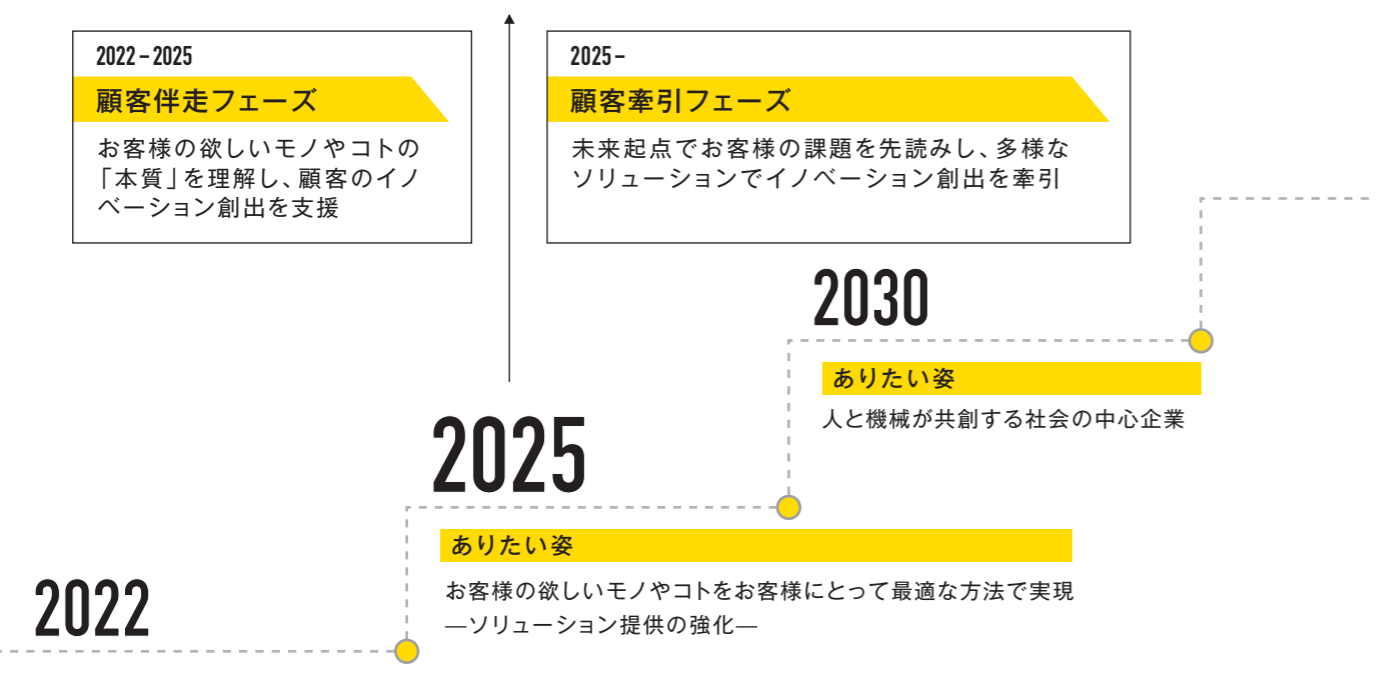 2022–2025
顧客伴走フェーズ
お客様の欲しいモノやコトの
「本質」を理解し、顧客のイノ
ベーション創出を支援
2025–
顧客牽引フェーズ
未来起点でお客様の課題を先読みし、多様な
ソリューションでイノベーション創出を牽引
2030
ありたい姿
人と機械が共創する社会の中心企業
2025
ありたい姿
お客様の欲しいモノやコトをお客様にとって最適な方法で実現
―ソリューション提供の強化―
2022